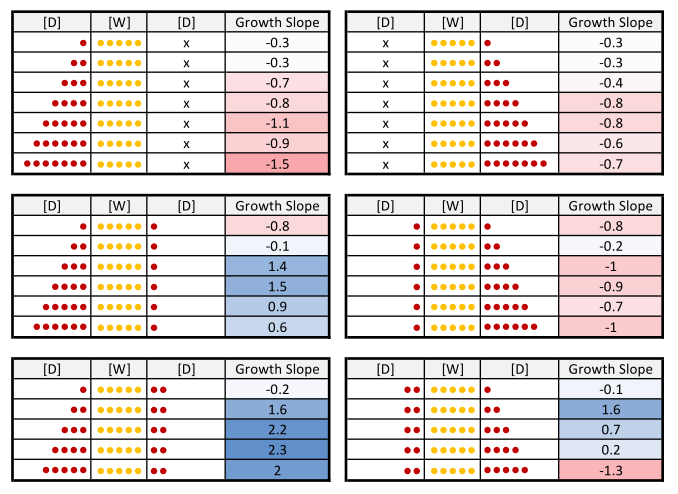 [D] [W] [D] Growth Slope
x -0.3
x -0.3
x -0.7
x -0.8
x -1.1
x -0.9
x -1.5
[D] [W] [D] Growth Slope
x -0.3
x -0.3
x -0.4
x -0.8
x -0.8
x -0.6
x -0.7
[D] [W] [D] Growth Slope
-0.8
-0.1
1.4
1.5
0.9
0.6
[D] [W] [D] Growth Slope
-0.8
-0.2
-1
-0.9
-0.7
-1
[D] [W] [D] Growth Slope
-0.2
1.6
2.2
2.3
2
[D] [W] [D] Growth Slope
-0.1
1.6
0.7
0.2
-1.3